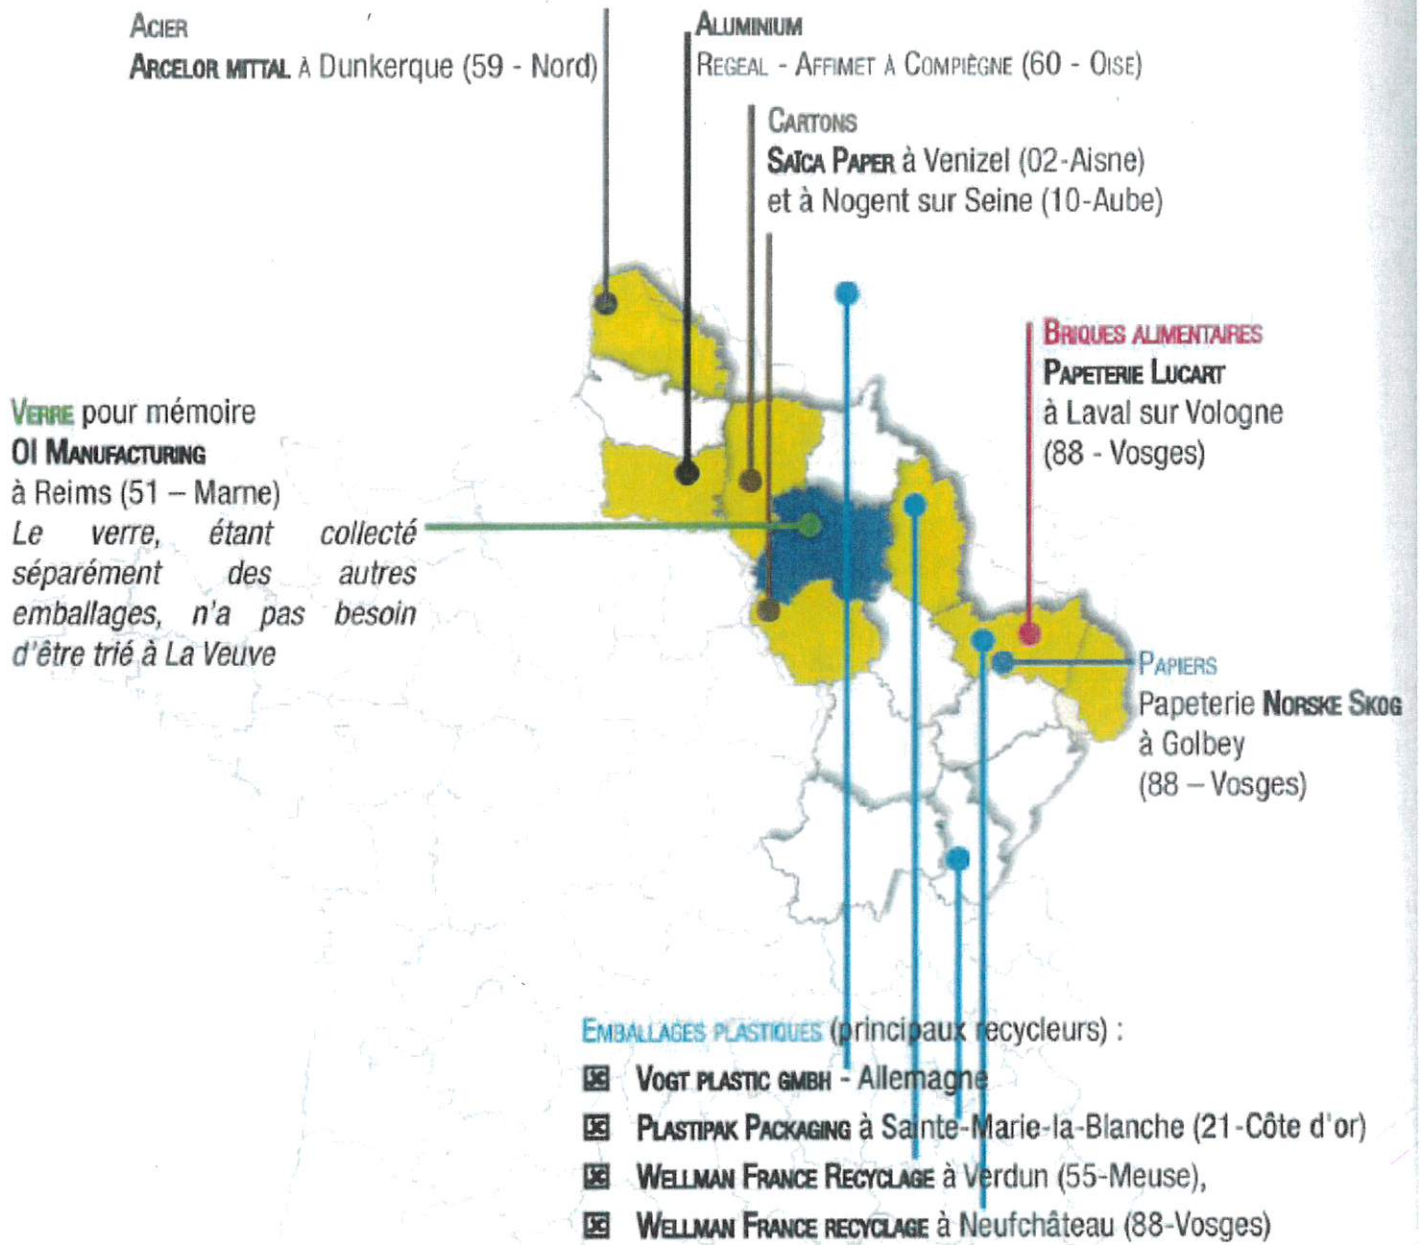 ACIER
ARCELOR MITTAL À Dunkerque (59 - Nord)
ALUMINIUM
REGEAL - AFFIMET À COMPIÈGNE (60 - OISE)
CARTONS
SAÏCA PAPER à Venizel (02-Aisne)
et à Nogent sur Seine (10-Aube)
BRIQUES ALIMENTAIRES
PAPETERIE LUCART
à Laval sur Vologne
(88 - Vosges)
VERRE pour mémoire
OI MANUFACTURING
à Reims (51 – Marne)
Le verre, étant collecté
séparément des autres
emballages, n'a pas besoin
d'être trié à La Veuve
PAPIERS
Papeterie NORSKE SKOG
à Golbey
(88 – Vosges)
EMBALLAGES PLASTIQUES (principaux recycleurs) :
VOGT PLASTIC GMBH - Allemagne
PLASTIPAK PACKAGING à Sainte-Marie-la-Blanche (21-Côte d'or)
WELLMAN FRANCE RECYCLAGE à Verdun (55-Meuse),
WELLMAN FRANCE RECYCLAGE à Neufchâteau (88-Vosges)